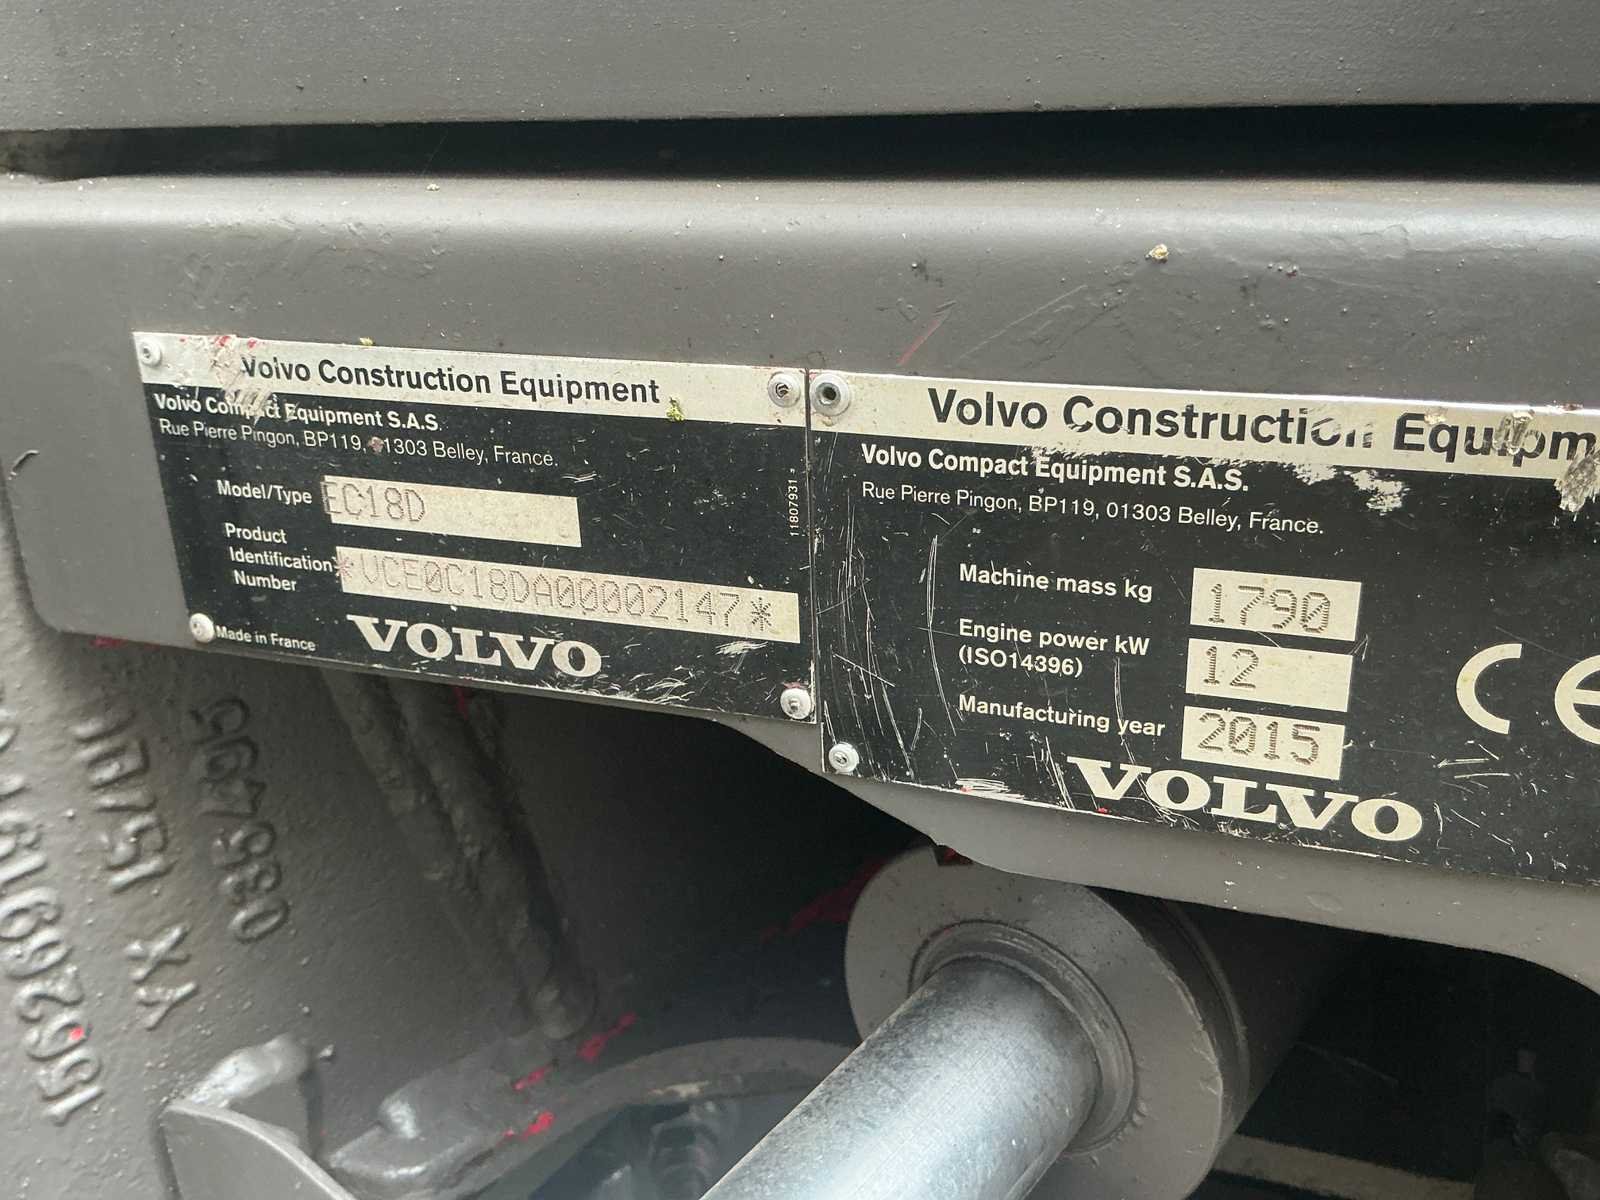 Volvo Construction Equipment
Volvo Compact Equipment S.A.S.
Rue Pierre Pingon, BP119, 01303 Belley, France.
Model/Type EC18D
Product
Identification
Number
*VCE0C18DA00002147*
Made in France
VOLVO
11807931
Volvo Construction Equipm
Volvo Compact Equipment S.A.S.
Rue Pierre Pingon, BP119, 01303 Belley, France.
Machine mass kg 1790
Engine power kW 12
(ISO14396)
Manufacturing year 2015
VOLVO
CE